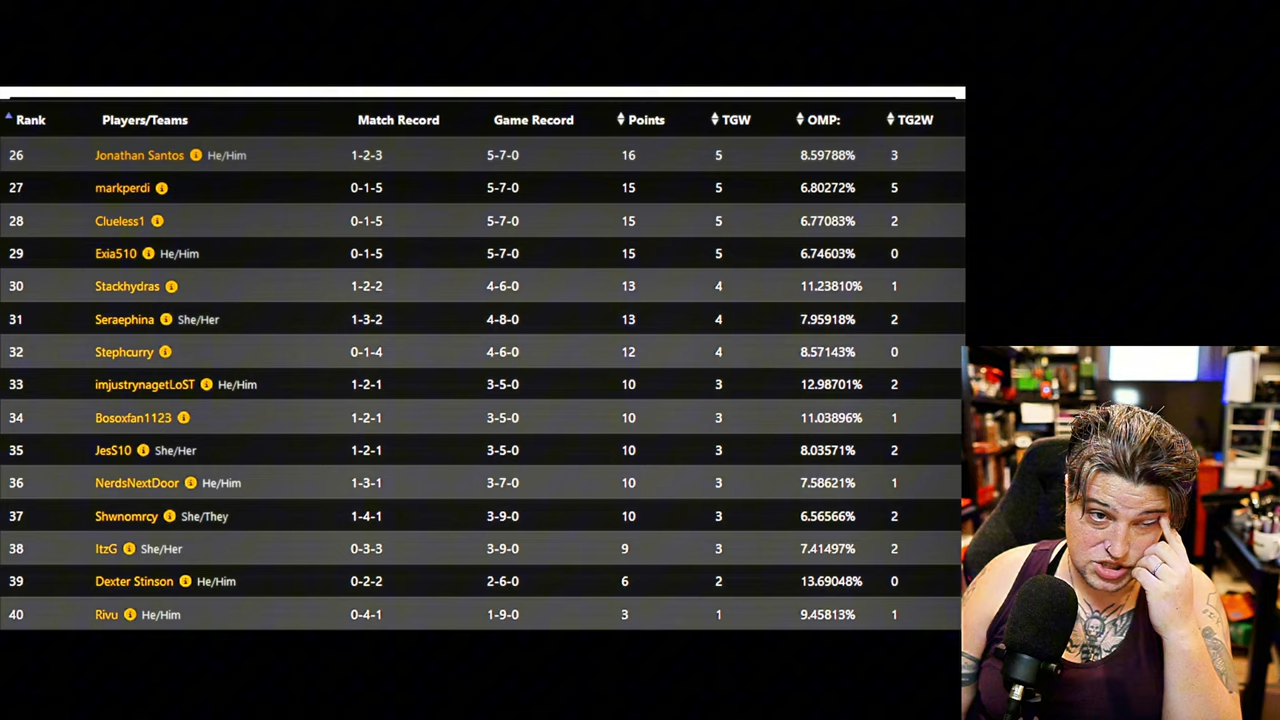 Rank Players/Teams Match Record Game Record Points TGW OMP: TG2W
26 Jonathan Santos He/Him 1-2-3 5-7-0 16 5 8.59788% 3
27 markperdi 0-1-5 5-7-0 15 5 6.80272% 5
28 Clueless1 0-1-5 5-7-0 15 5 6.77083% 2
29 Exia510 He/Him 0-1-5 5-7-0 15 5 6.74603% 0
30 Stackhydras 1-2-2 4-6-0 13 4 11.23810% 1
31 Seraephina She/Her 1-3-2 4-8-0 13 4 7.95918% 2
32 Stephcurry 0-1-4 4-6-0 12 4 8.57143% 0
33 imjustrynagetLoST He/Him 1-2-1 3-5-0 10 3 12.98701% 2
34 Bosoxfan1123 1-2-1 3-5-0 10 3 11.03896% 1
35 JesS10 She/Her 1-2-1 3-5-0 10 3 8.03571% 2
36 NerdsNextDoor He/Him 1-3-1 3-7-0 10 3 7.58621% 1
37 Shwnomrcy She/They 1-4-1 3-9-0 10 3 6.56566% 2
38 ItzG She/Her 0-3-3 3-9-0 9 3 7.41497% 2
39 Dexter Stinson He/Him 0-2-2 2-6-0 6 2 13.69048% 0
40 Rivu He/Him 0-4-1 1-9-0 3 1 9.45813% 1